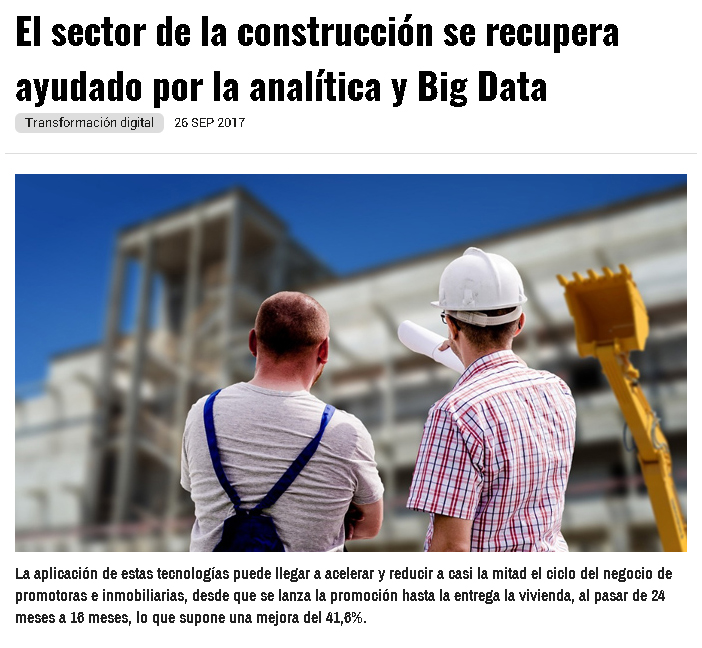 El sector de la construcción se recupera
ayudado por la analítica y Big Data
Transformación digital 26 SEP 2017
La aplicación de estas tecnologías puede llegar a acelerar y reducir a casi la mitad el ciclo del negocio de
promotoras e inmobiliarias, desde que se lanza la promoción hasta la entrega la vivienda, al pasar de 24
meses a 16 meses, lo que supone una mejora del 41,6%.